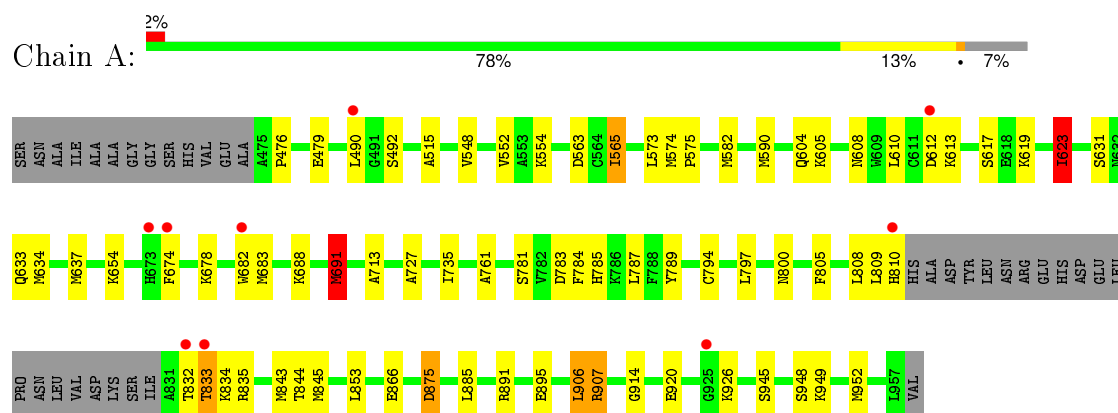 2%
Chain A:
78% 13% • 7%
SER ASN ALA ILE ALA ALA GLY GLY SER HIS VAL GLU ALA A475 P476 E479 L490 G491 S492 A515 V548 V552 A553 K554 D563 C564 I565 L573 M574 P575 M582 M590 Q604 K605 N608 W609 L610 C611 D612 K613 S617 E618 K619 I623 S631 N632
Q633 M634 M637 K654 H673 F674 K678 W682 M683 K688 M691 A713 A727 I735 A761 S781 V782 D783 F784 H785 K786 L787 F788 Y789 C794 L797 N800 F805 L808 L809 H810 HIS ALA ASP TYR LEU ASN ARG GLU HIS ASP GLU LEU
PRO ASN LEU VAL ASP LYS SER ILE A831 T832 T833 K834 R835 M843 T844 M845 L853 E866 D875 L885 R891 E895 L906 R907 G914 E920 G925 K926 S945 S948 K949 M952 L957 VAL